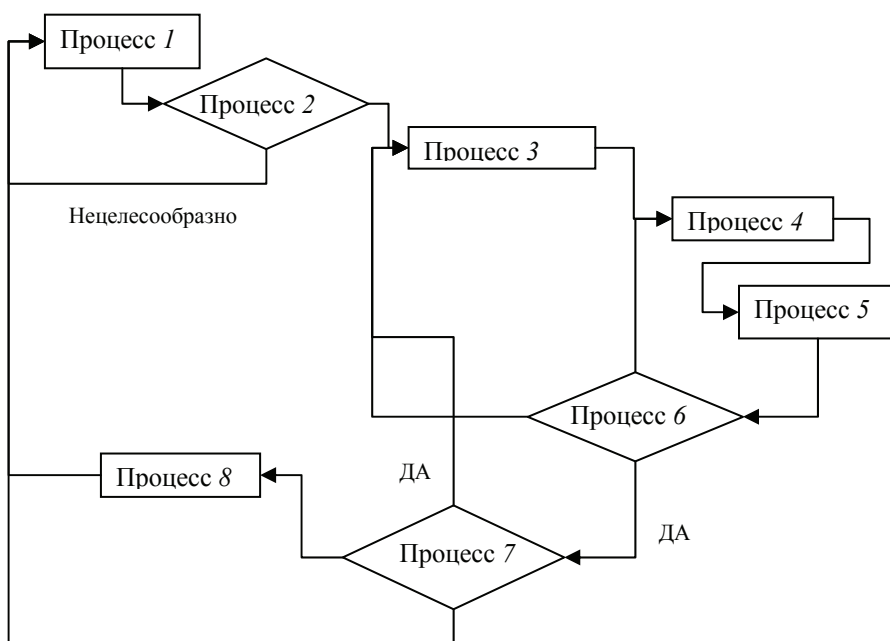 Процесс 1
Процесс 2
Процесс 3
Нецелесообразно
Процесс 4
Процесс 5
Процесс 6
Процесс 8
ДА
ДА
Процесс 7